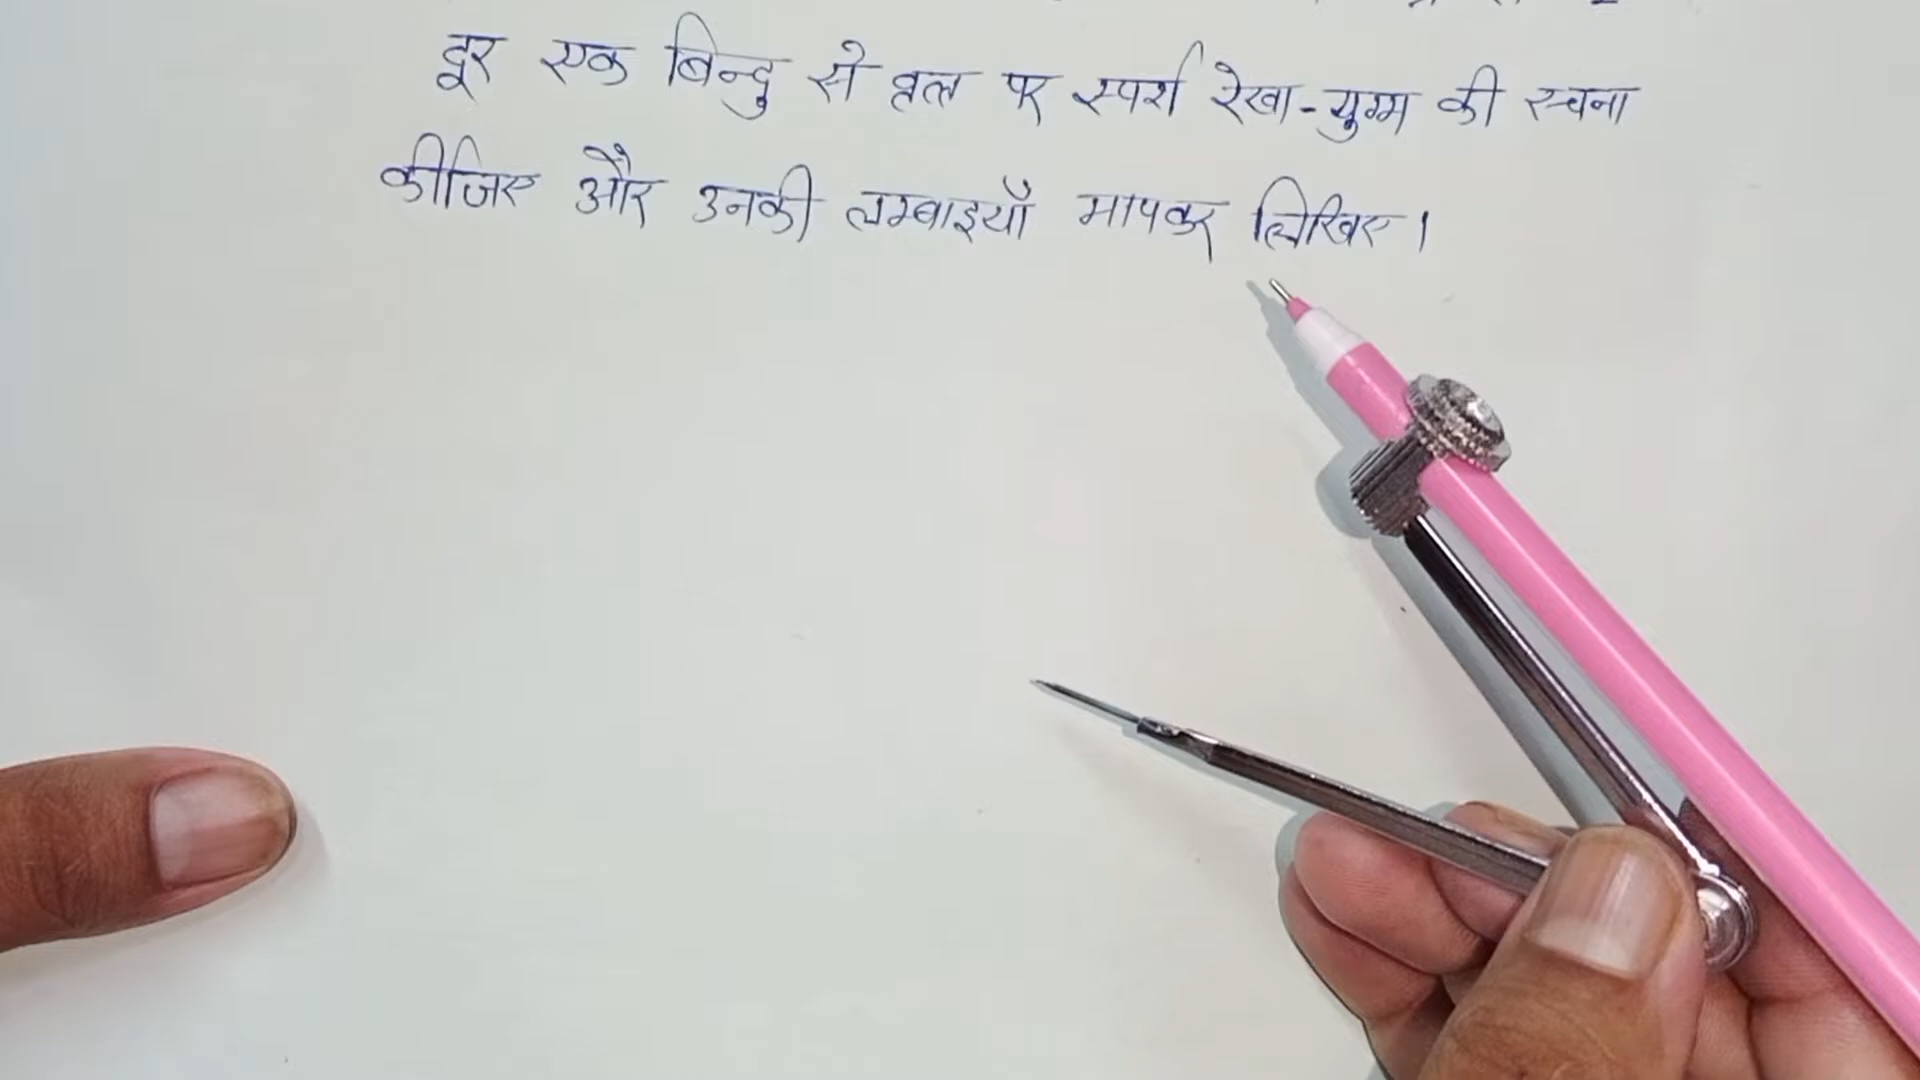 दूर एक बिन्दु से वृत्त पर स्पर्श रेखा-युग्म की रचना
कीजिए और उनकी लम्बाइयाँ मापकर लिखिए।